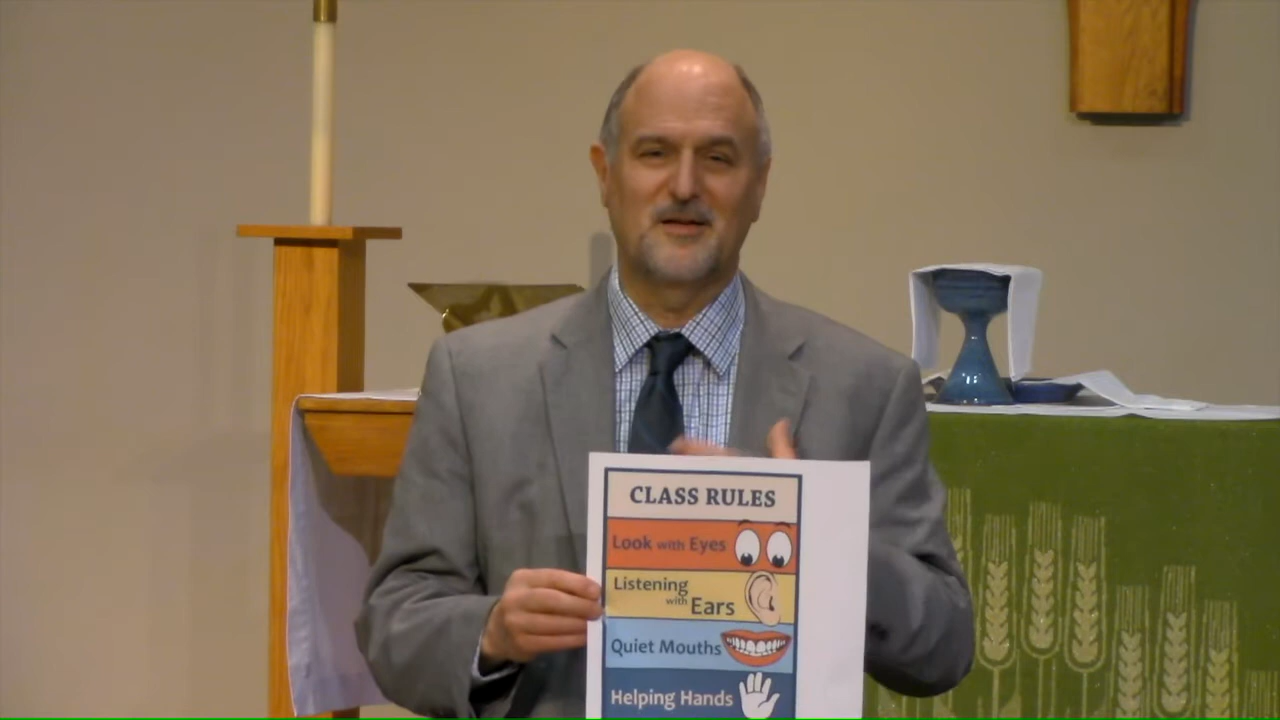 CLASS RULES
Look with Eyes
Listening
with Ears
Quiet Mouths
Helping Hands